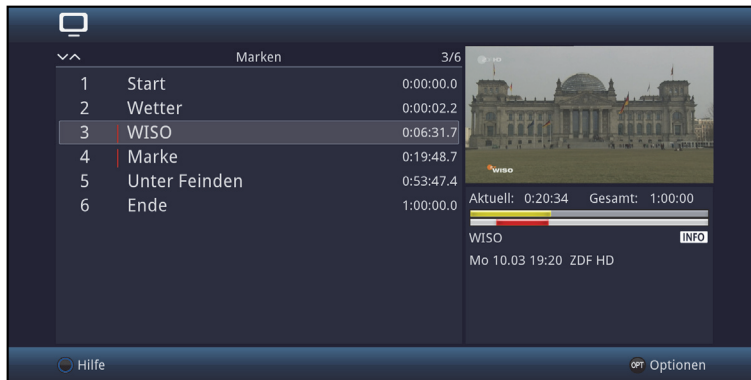 Marken 3/6
1 Start 0:00:00.0
2 Wetter 0:00:02.2
3 WISO 0:06:31.7
4 Marke 0:19:48.7
5 Unter Feinden 0:53:47.4
6 Ende 1:00:00.0
WISO
Aktuell: 0:20:34 Gesamt: 1:00:00
WISO INFO
Mo 10.03 19:20 ZDF HD
Hilfe
OPT Optionen